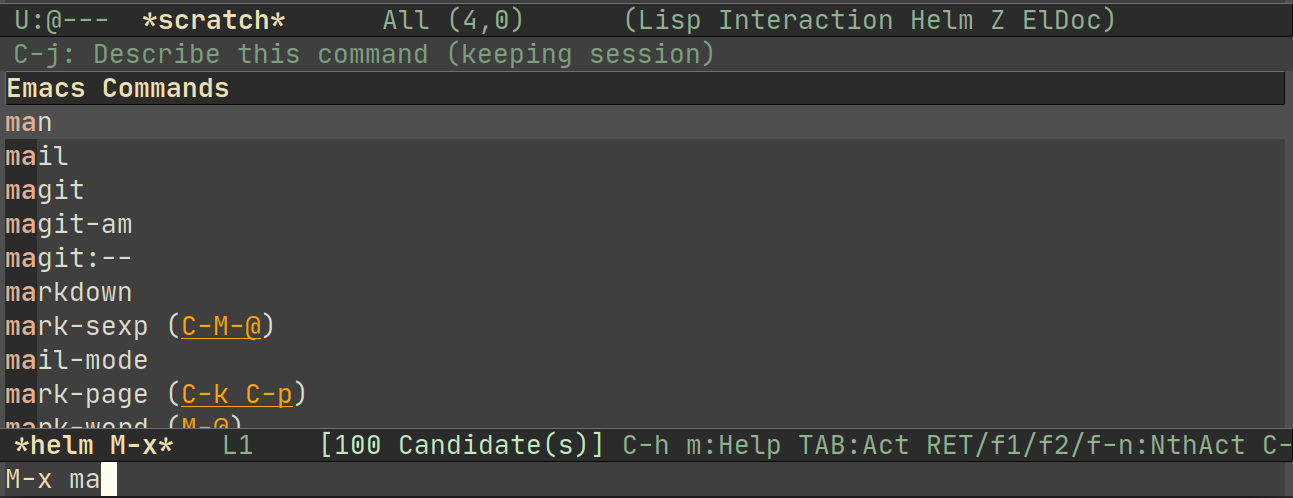 U:@--- *scratch* All (4,0) (Lisp Interaction Helm Z ElDoc)
C-j: Describe this command (keeping session)
Emacs Commands
man
mail
magit
magit-am
magit:--
markdown
mark-sexp (C-M-@)
mail-mode
mark-page (C-k C-p)
mark-word (M-@)
*helm M-x* L1 [100 Candidate(s)] C-h m:Help TAB:Act RET/f1/f2/f-n:NthAct C-
M-x ma